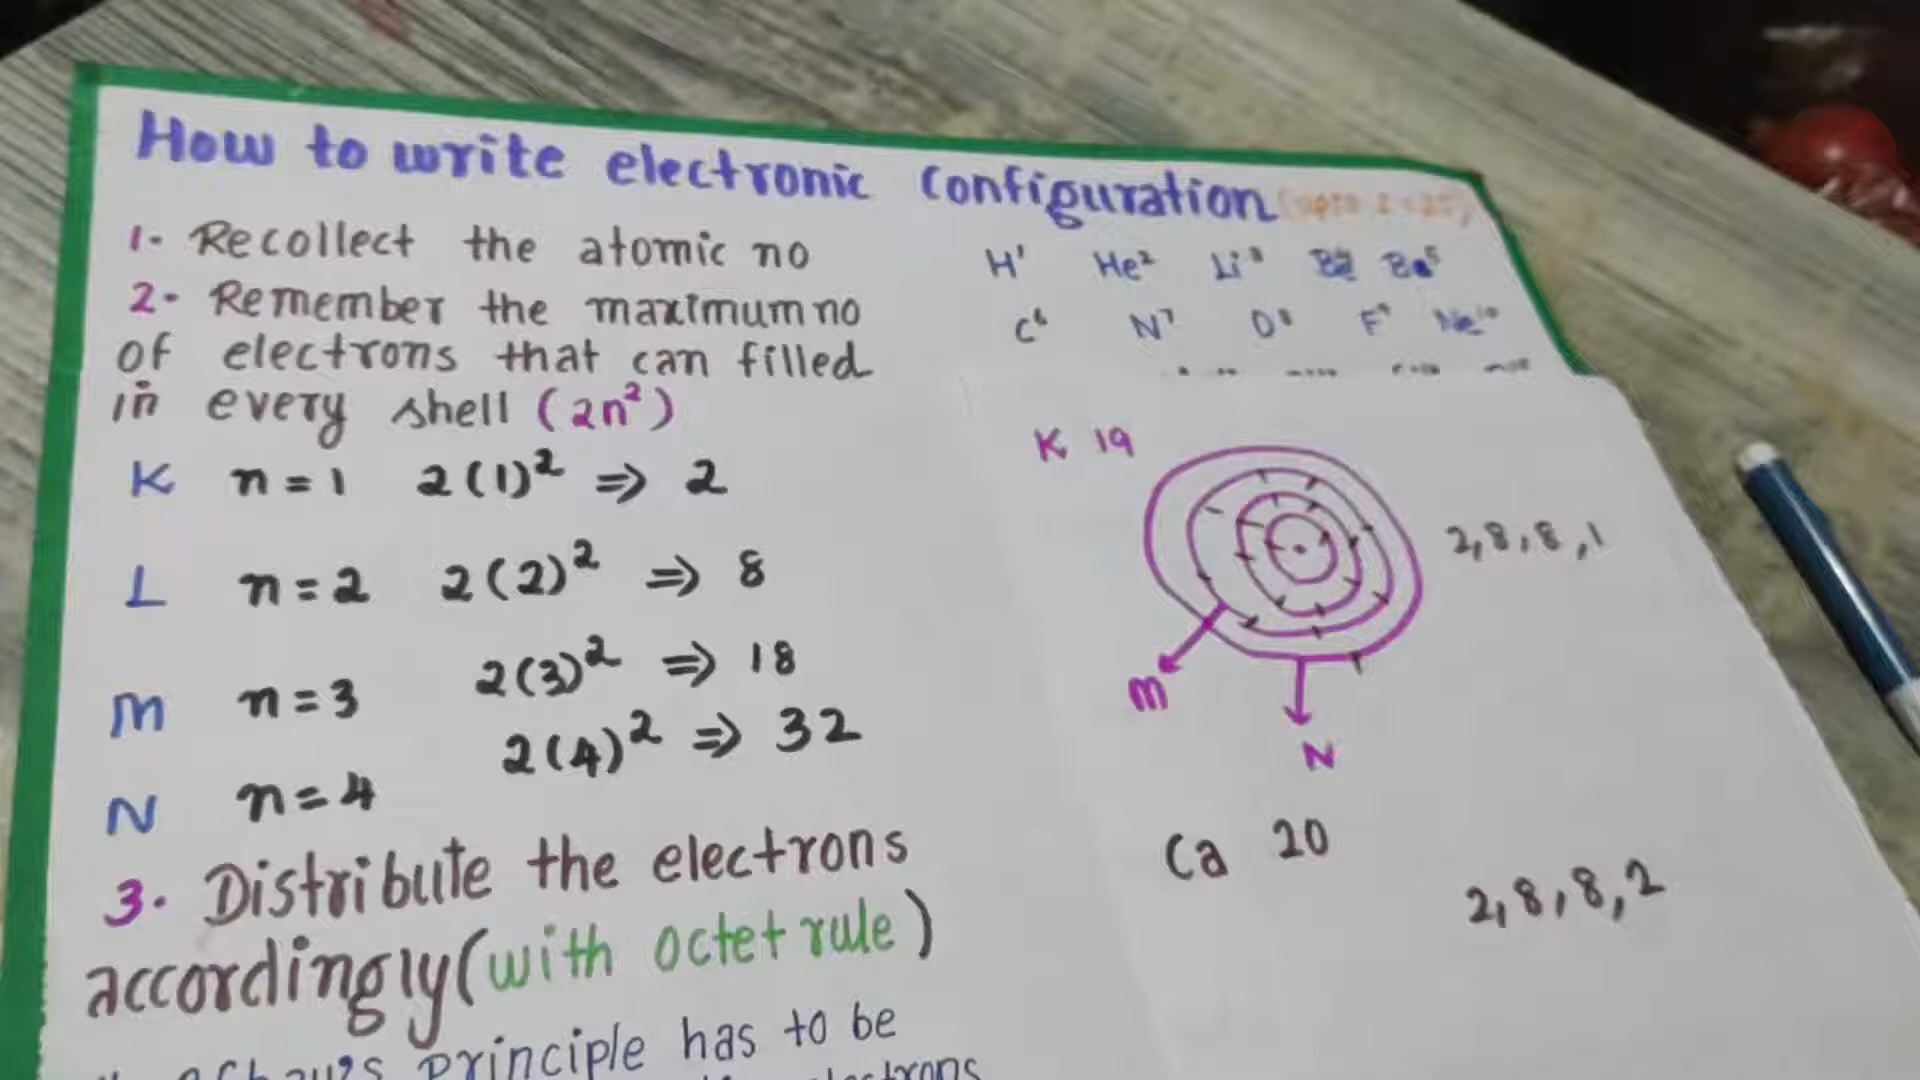 How to write electronic Configuration
1- Recollect the atomic no
2- Remember the maximum no
of electrons that can filled
in every shell (2n²)
K n = 1 2(1)² ⇒ 2
L n = 2 2(2)² ⇒ 8
M n = 3 2(3)² ⇒ 18
N n = 4 2(4)² ⇒ 32
3. Distribute the electrons
accordingly (with octet rule)
principle has to be
H¹ He² Li³
C⁶ N⁷ O⁸ F⁹ Ne¹⁰
K 19
2,8,8,1
M
N
Ca 20
2,8,8,2